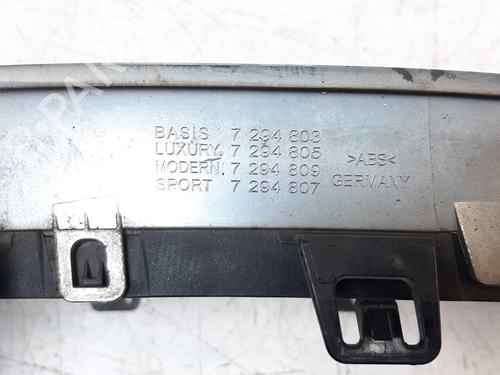 BASIS 7 294 803
LUXURY 7 294 805
MODERN 7 294 809
SPORT 7 294 807
>ABS<
GERMANY